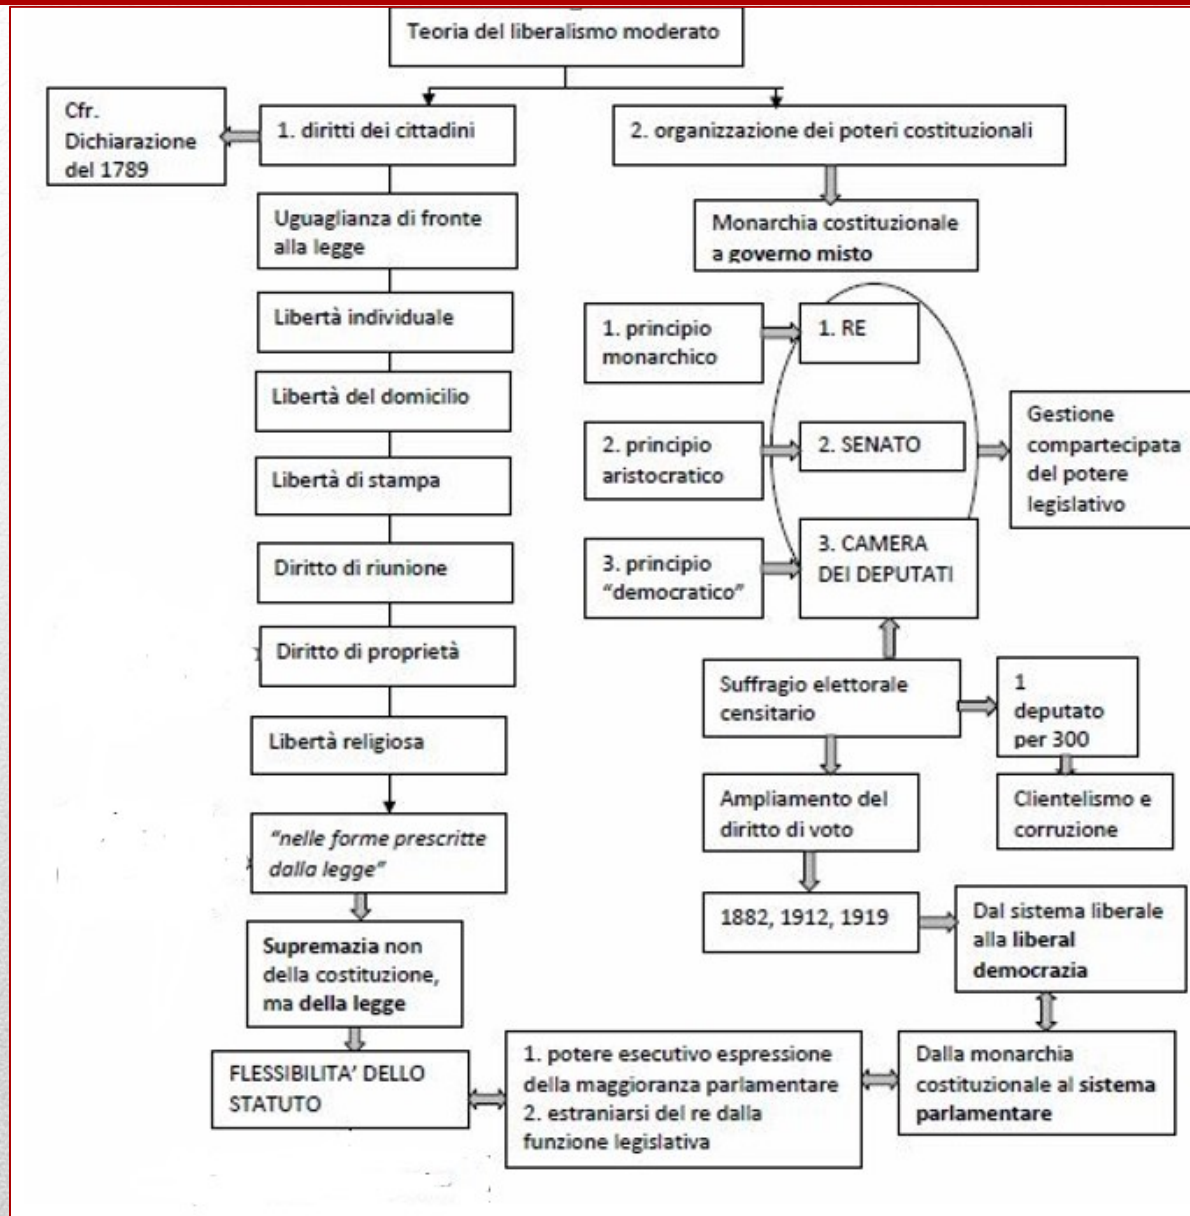 Teoria del liberalismo moderato
Cfr.
Dichiarazione
del 1789
1. diritti dei cittadini
2. organizzazione dei poteri costituzionali
Uguaglianza di fronte
alla legge
Monarchia costituzionale
a governo misto
Libertà individuale
1. principio
monarchico
1. RE
Libertà del domicilio
2. principio
aristocratico
2. SENATO
Gestione
compartecipata
del potere
legislativo
Libertà di stampa
Diritto di riunione
3. principio
"democratico"
3. CAMERA
DEI DEPUTATI
Diritto di proprietà
Suffragio elettorale
censitario
1
deputato
per 300
Libertà religiosa
Ampliamento del
diritto di voto
Clientelismo e
corruzione
"nelle forme prescritte
dalla legge"
1882, 1912, 1919
Dal sistema liberale
alla liberal
democrazia
Supremazia non
della costituzione,
ma della legge
FLESSIBILITA' DELLO
STATUTO
1. potere esecutivo espressione
della maggioranza parlamentare
2. estraniarsi del re dalla
funzione legislativa
Dalla monarchia
costituzionale al sistema
parlamentare